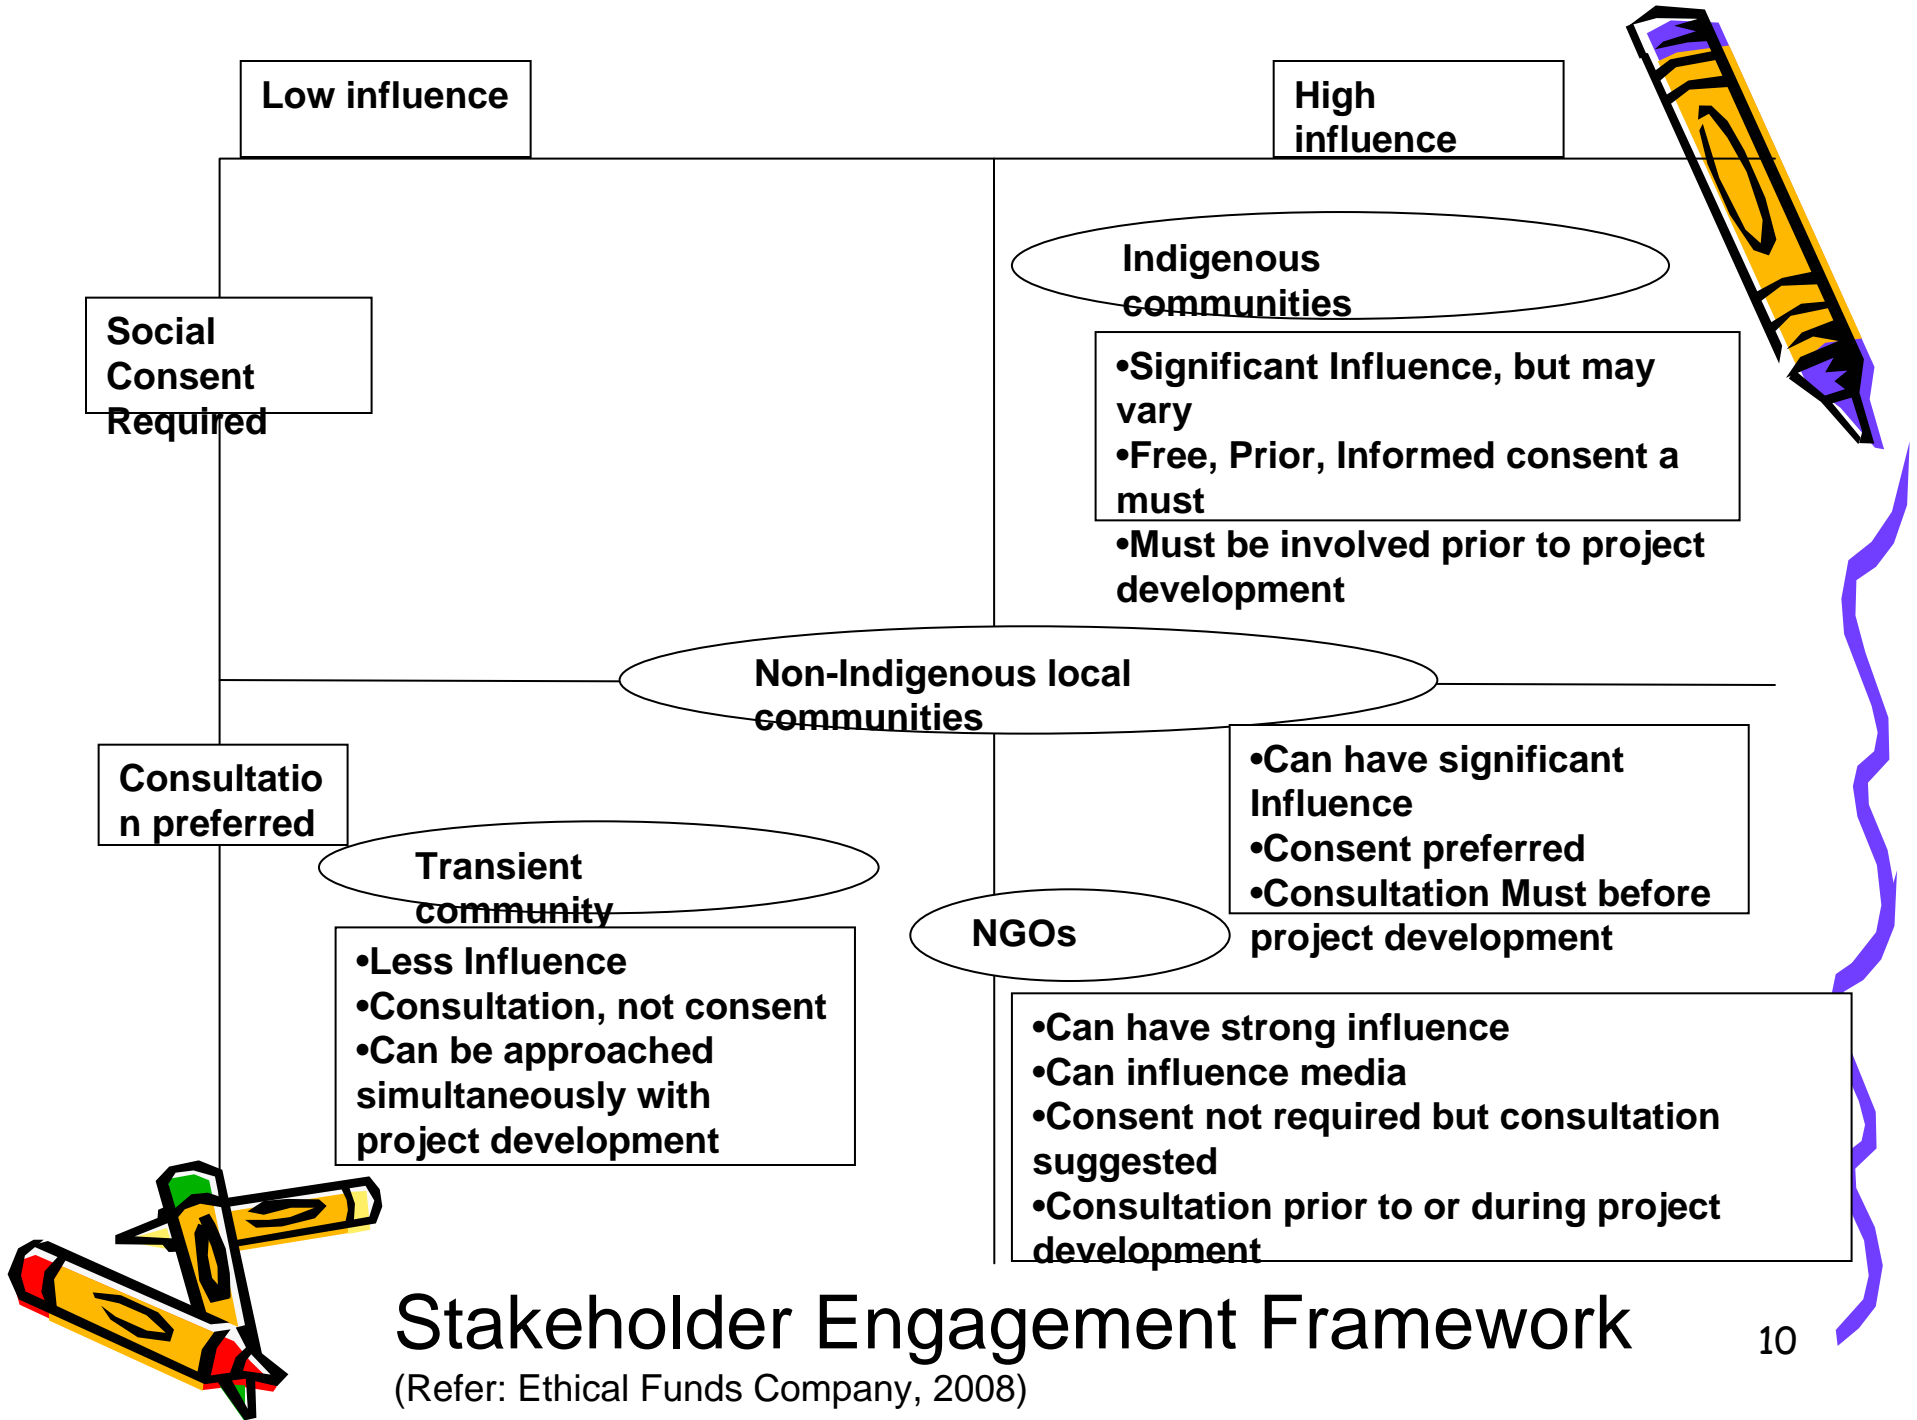 Low influence
High
influence
Indigenous
communities
Social
Consent
Required
•Significant Influence, but may
vary
•Free, Prior, Informed consent a
must
•Must be involved prior to project
development
Non-Indigenous local
communities
Consultatio
n preferred
•Can have significant
Influence
•Consent preferred
•Consultation Must before
project development
Transient
community
•Less Influence
•Consultation, not consent
•Can be approached
simultaneously with
project development
NGOs
•Can have strong influence
•Can influence media
•Consent not required but consultation
suggested
•Consultation prior to or during project
development
Stakeholder Engagement Framework
(Refer: Ethical Funds Company, 2008)
10